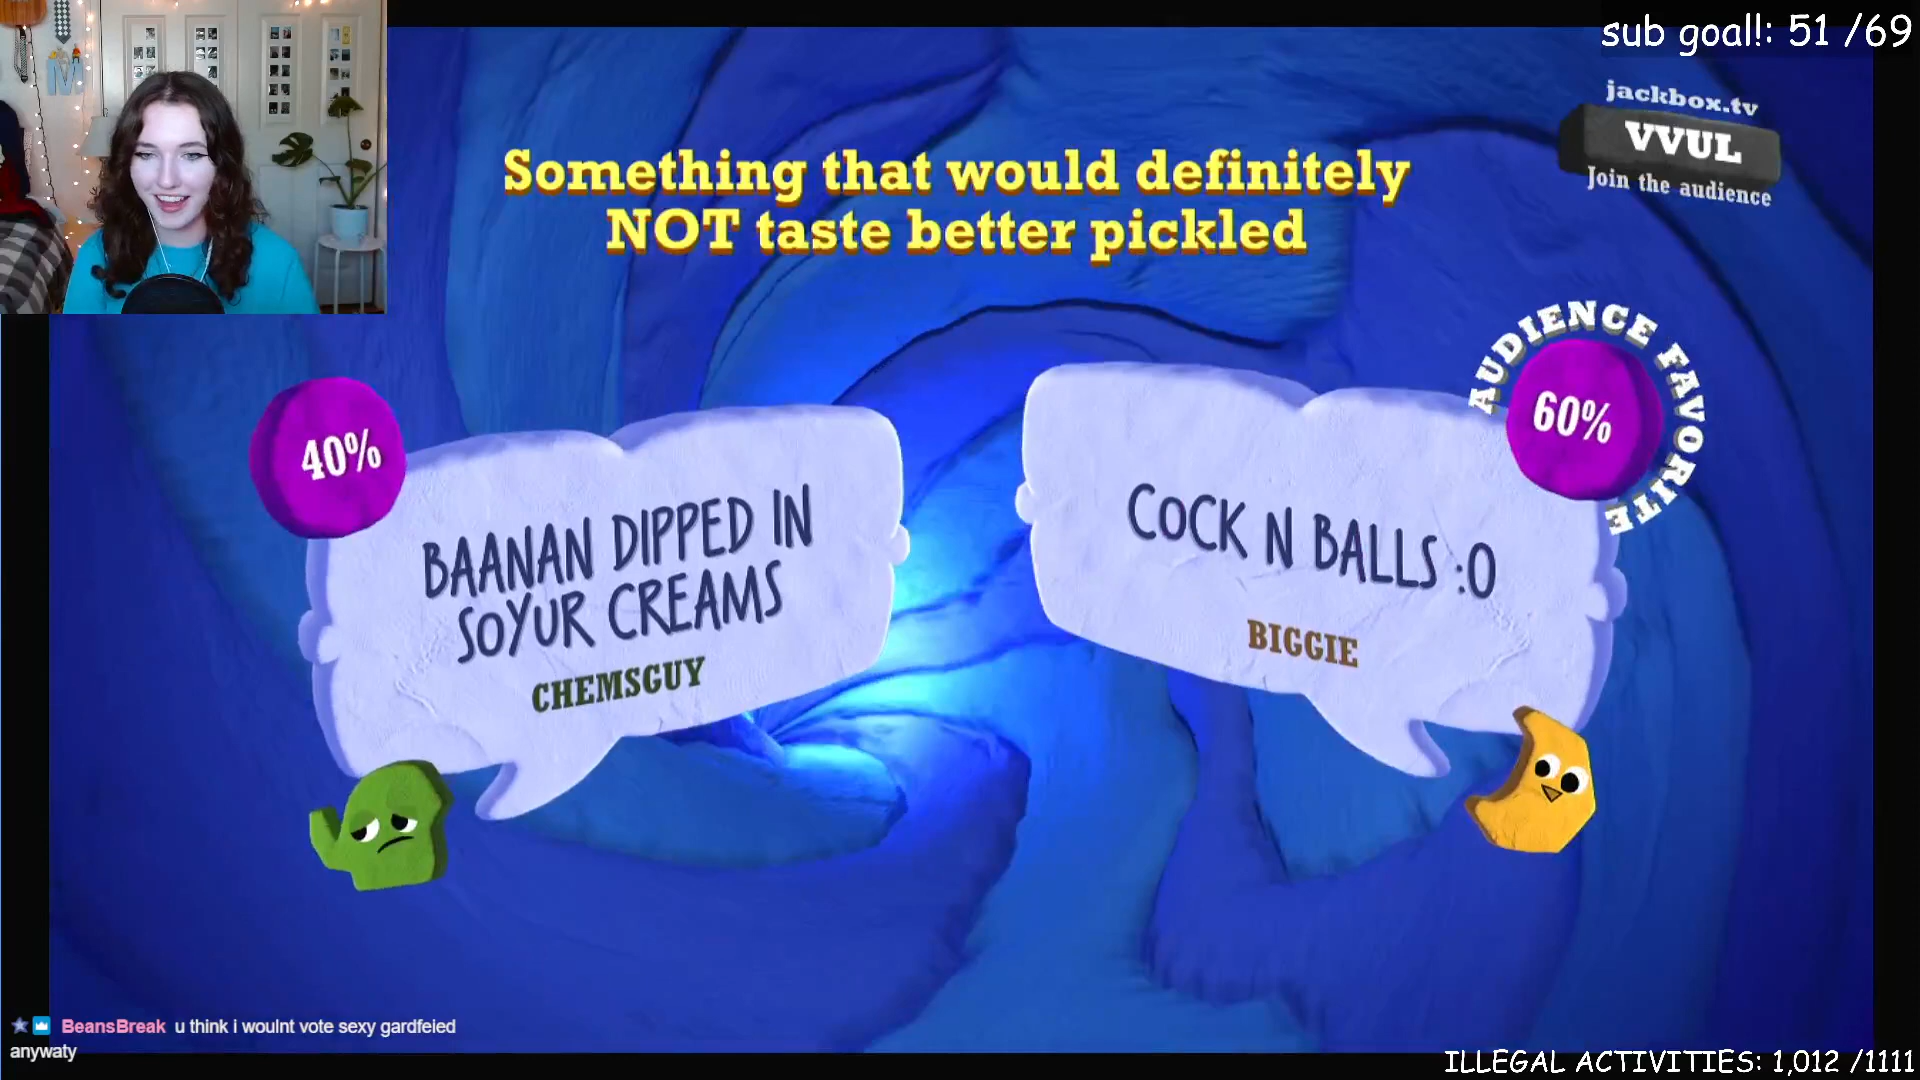 sub goal!: 51 /69
jackbox.tv
VVUL
Join the audience
Something that would definitely
NOT taste better pickled
AUDIENCE FAVORITE
40%
60%
BAANAN DIPPED IN
SOYUR CREAMS
CHEMSGUY
COCK N BALLS :O
BIGGIE
BeansBreak u think i woulnt vote sexy gardfeied
anywaty
ILLEGAL ACTIVITIES: 1,012 /1111